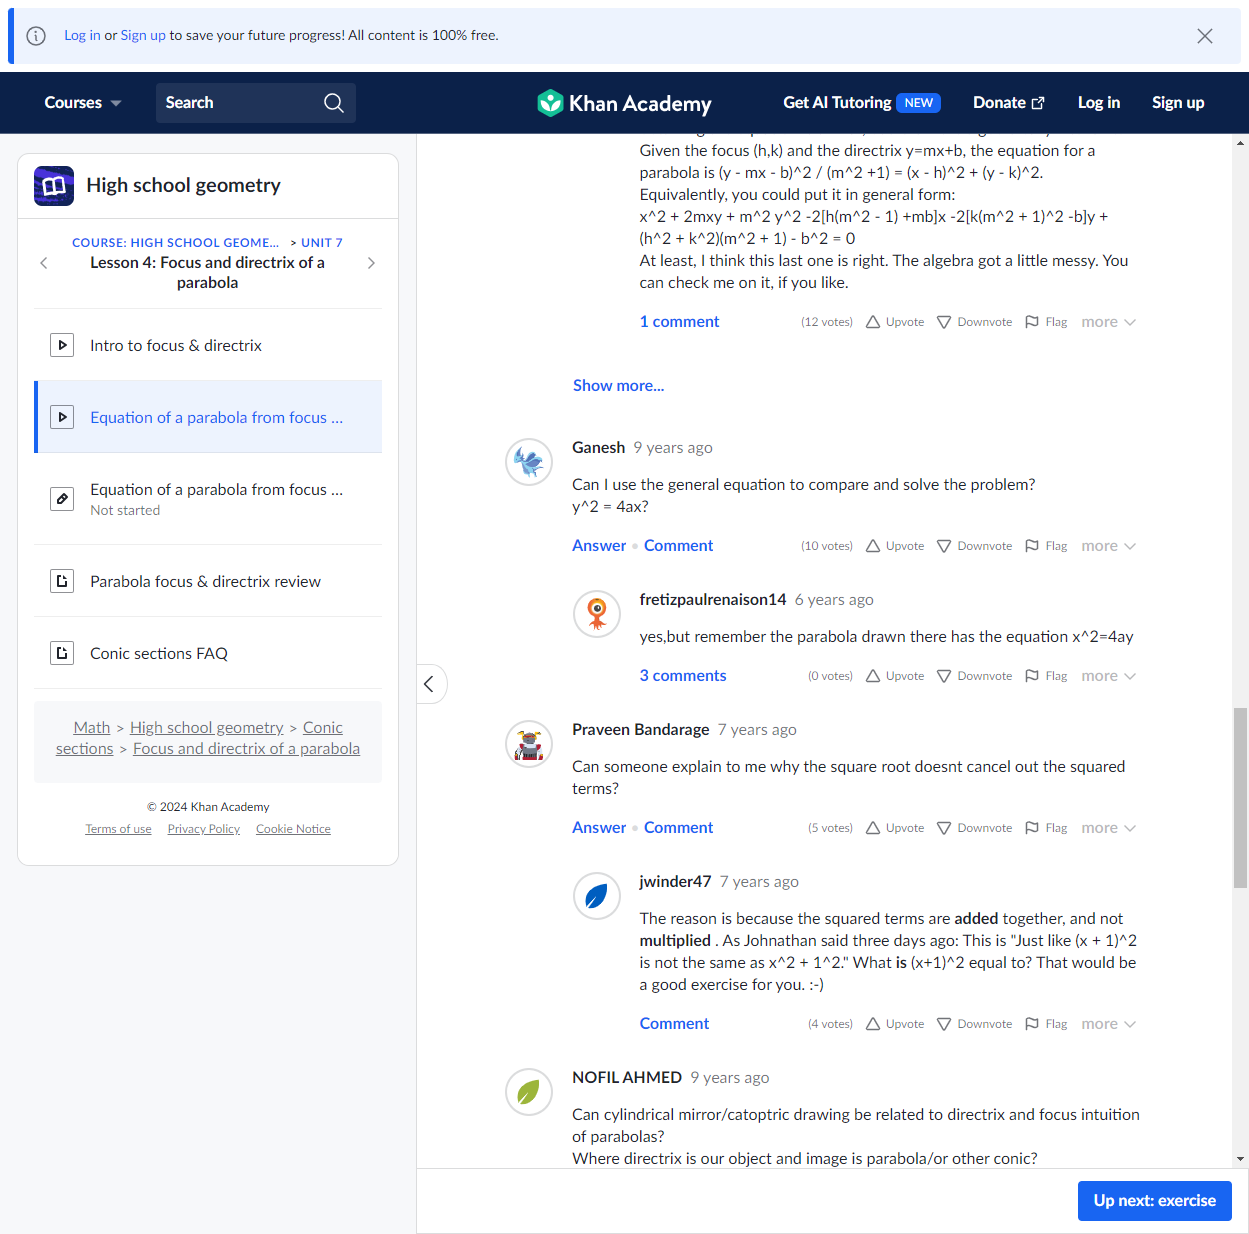 Log in or Sign up to save your future progress! All content is 100% free.
Courses
Search
Khan Academy
Get AI Tutoring NEW
Donate
Log in
Sign up
High school geometry
COURSE: HIGH SCHOOL GEOME... > UNIT 7
Lesson 4: Focus and directrix of a
parabola
Intro to focus & directrix
Equation of a parabola from focus ...
Equation of a parabola from focus ...
Not started
Parabola focus & directrix review
Conic sections FAQ
Math > High school geometry > Conic
sections > Focus and directrix of a parabola
© 2024 Khan Academy
Terms of use Privacy Policy Cookie Notice
Given the focus (h,k) and the directrix y=mx+b, the equation for a
parabola is (y - mx - b)^2 / (m^2 +1) = (x - h)^2 + (y - k)^2.
Equivalently, you could put it in general form:
x^2 + 2mxy + m^2 y^2 -2[h(m^2 - 1) +mb]x -2[k(m^2 + 1)^2 -b]y +
(h^2 + k^2)(m^2 + 1) - b^2 = 0
At least, I think this last one is right. The algebra got a little messy. You
can check me on it, if you like.
1 comment (12 votes) Upvote Downvote Flag more
Show more...
Ganesh 9 years ago
Can I use the general equation to compare and solve the problem?
y^2 = 4ax?
Answer • Comment (10 votes) Upvote Downvote Flag more
fretizpaulrenaison14 6 years ago
yes,but remember the parabola drawn there has the equation x^2=4ay
3 comments (0 votes) Upvote Downvote Flag more
Praveen Bandarage 7 years ago
Can someone explain to me why the square root doesnt cancel out the squared
terms?
Answer • Comment (5 votes) Upvote Downvote Flag more
jwinder47 7 years ago
The reason is because the squared terms are added together, and not
multiplied . As Johnathan said three days ago: This is "Just like (x + 1)^2
is not the same as x^2 + 1^2." What is (x+1)^2 equal to? That would be
a good exercise for you. :-)
Comment (4 votes) Upvote Downvote Flag more
NOFIL AHMED 9 years ago
Can cylindrical mirror/catoptric drawing be related to directrix and focus intuition
of parabolas?
Where directrix is our object and image is parabola/or other conic?
Up next: exercise